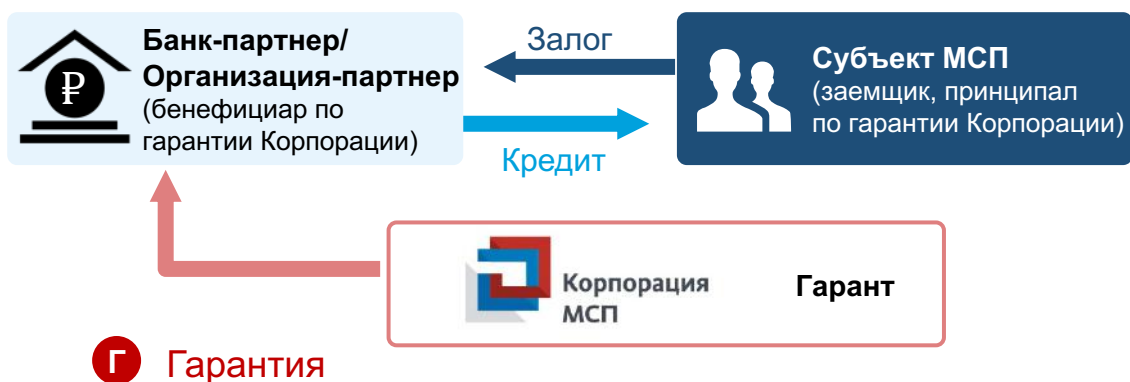 Банк-партнер/
Организация-партнер
(бенефициар по
гарантии Корпорации)
Залог
Кредит
Субъект МСП
(заемщик, принципал
по гарантии Корпорации)
Корпорация
МСП
Гарант
Г Гарантия